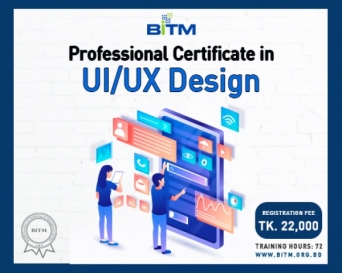 BITM
Professional Certificate in
UI/UX Design
BITM
REGISTRATION FEE
TK. 22,000
TRAINING HOURS: 72
WWW.BITM.ORG.BD